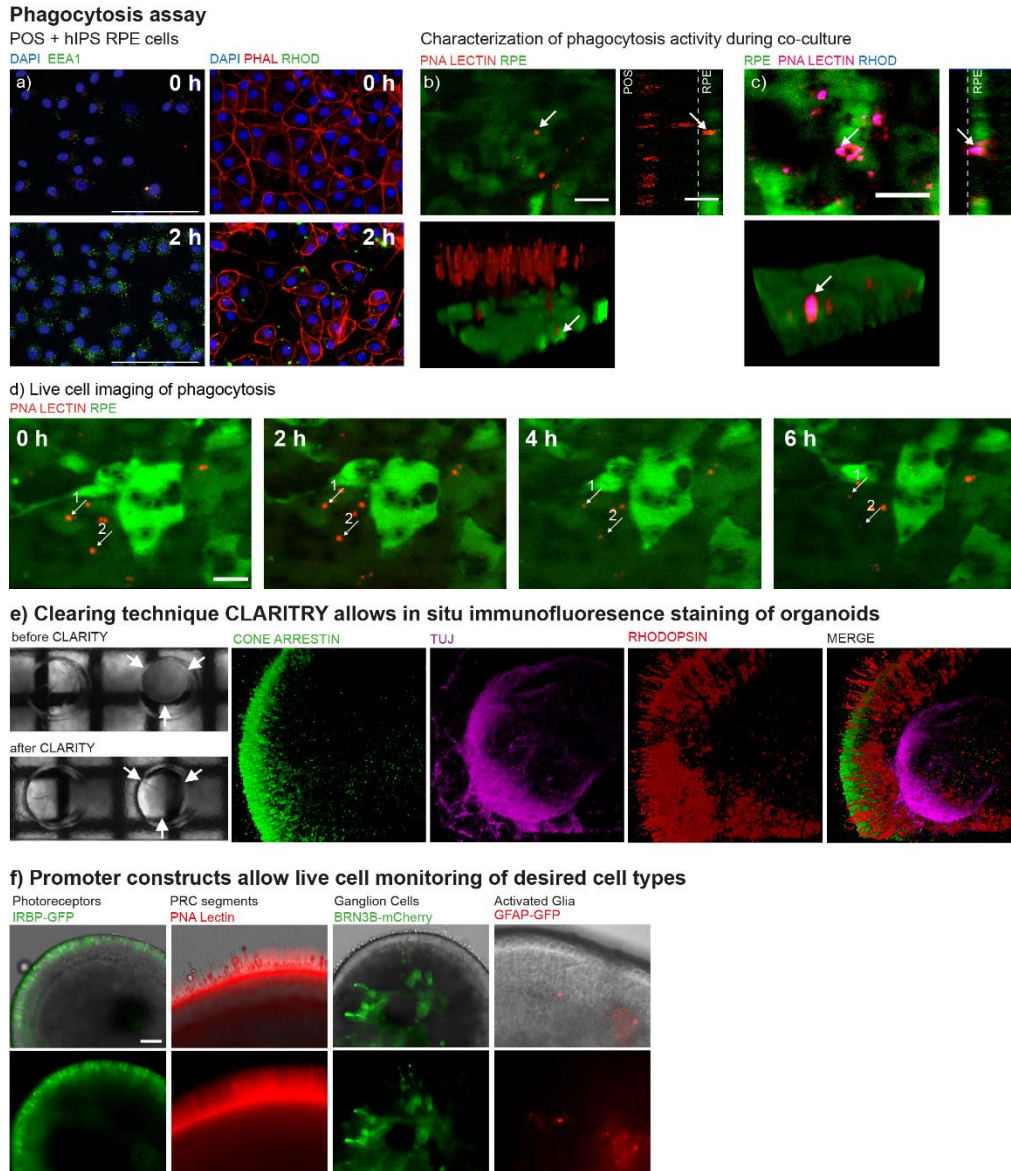 Phagocytosis assay
POS + hIPS RPE cells
DAPI EEA1
DAPI PHAL RHOD
a)
0 h
0 h
2 h
2 h
Characterization of phagocytosis activity during co-culture
PNA LECTIN RPE
RPE PNA LECTIN RHOD
b)
POS
RPE
c)
RPE
d) Live cell imaging of phagocytosis
PNA LECTIN RPE
0 h
1
2
2 h
1
2
4 h
1
2
6 h
1
2
e) Clearing technique CLARITRY allows in situ immunofluoresence staining of organoids
before CLARITY
after CLARITY
CONE ARRESTIN
TUJ
RHODOPSIN
MERGE
f) Promoter constructs allow live cell monitoring of desired cell types
Photoreceptors
IRBP-GFP
PRC segments
PNA Lectin
Ganglion Cells
BRN3B-mCherry
Activated Glia
GFAP-GFP